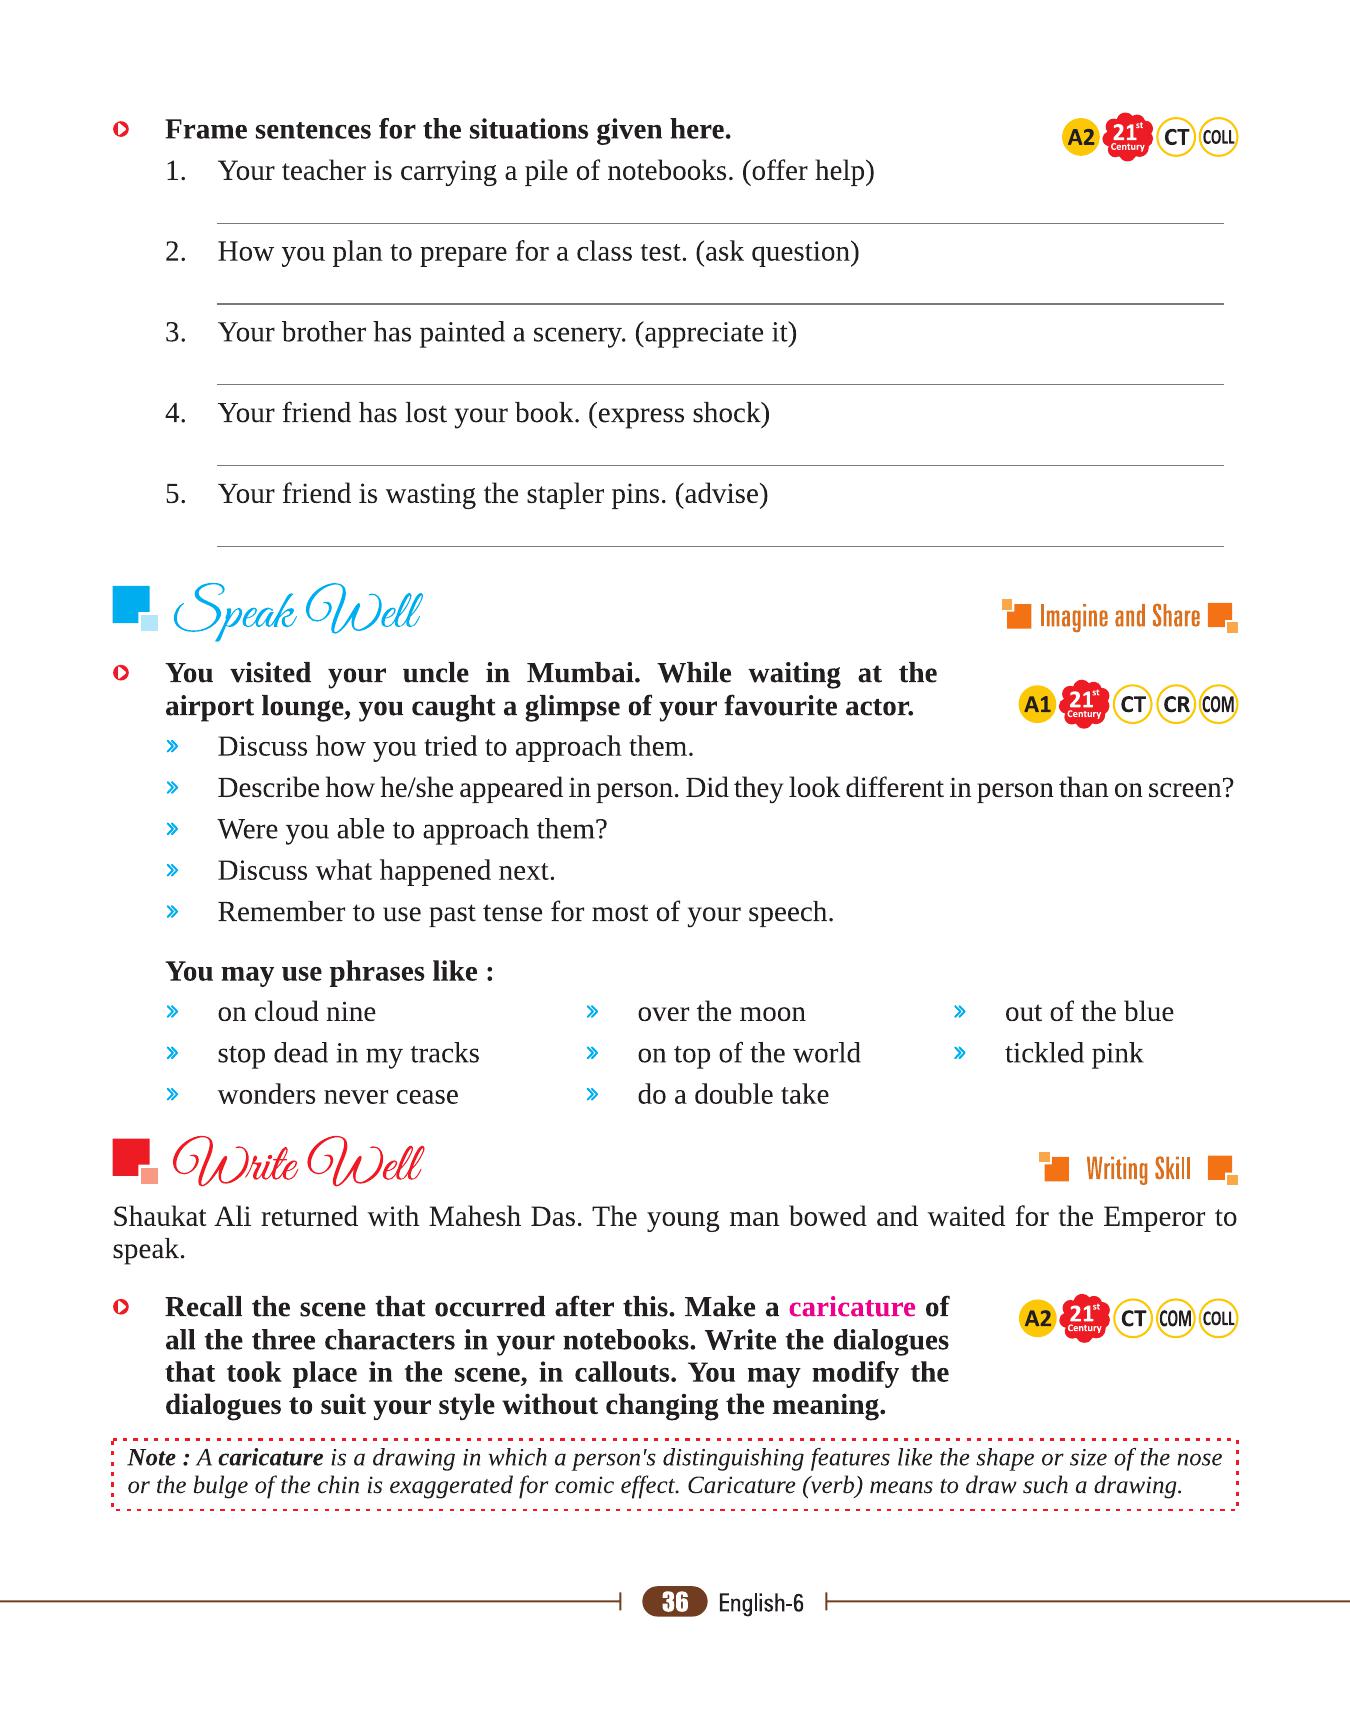 Frame sentences for the situations given here.
A2 21st Century CT COLL
1. Your teacher is carrying a pile of notebooks. (offer help)
2. How you plan to prepare for a class test. (ask question)
3. Your brother has painted a scenery. (appreciate it)
4. Your friend has lost your book. (express shock)
5. Your friend is wasting the stapler pins. (advise)
Speak Well
Imagine and Share
You visited your uncle in Mumbai. While waiting at the
airport lounge, you caught a glimpse of your favourite actor.
A1 21st Century CT CR COM
Discuss how you tried to approach them.
Describe how he/she appeared in person. Did they look different in person than on screen?
Were you able to approach them?
Discuss what happened next.
Remember to use past tense for most of your speech.
You may use phrases like :
on cloud nine over the moon out of the blue
stop dead in my tracks on top of the world tickled pink
wonders never cease do a double take
Write Well
Writing Skill
Shaukat Ali returned with Mahesh Das. The young man bowed and waited for the Emperor to
speak.
Recall the scene that occurred after this. Make a caricature of
all the three characters in your notebooks. Write the dialogues
that took place in the scene, in callouts. You may modify the
dialogues to suit your style without changing the meaning.
A2 21st Century CT COM COLL
Note : A caricature is a drawing in which a person's distinguishing features like the shape or size of the nose
or the bulge of the chin is exaggerated for comic effect. Caricature (verb) means to draw such a drawing.
36 English-6